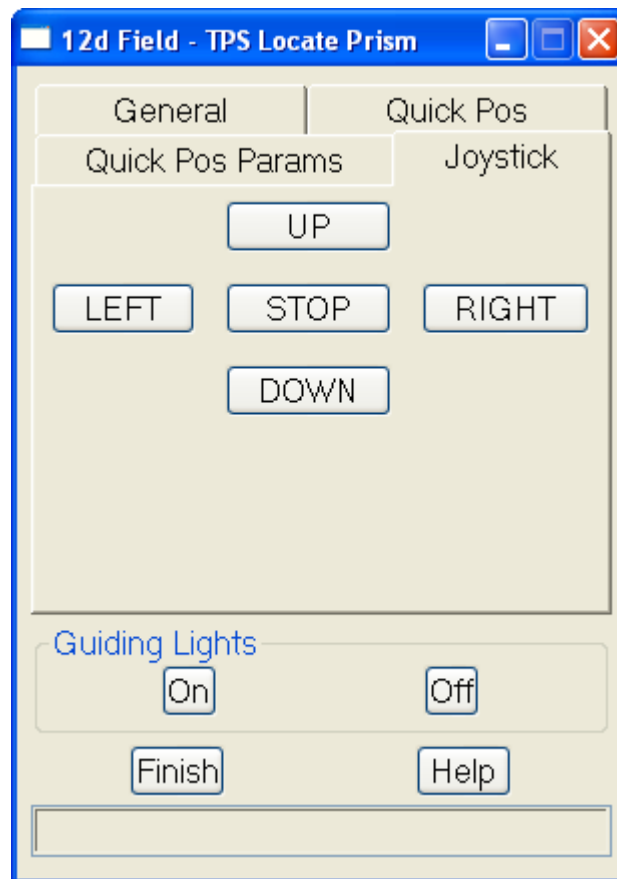 12d Field - TPS Locate Prism
General Quick Pos
Quick Pos Params Joystick
UP
LEFT STOP RIGHT
DOWN
Guiding Lights
On Off
Finish Help